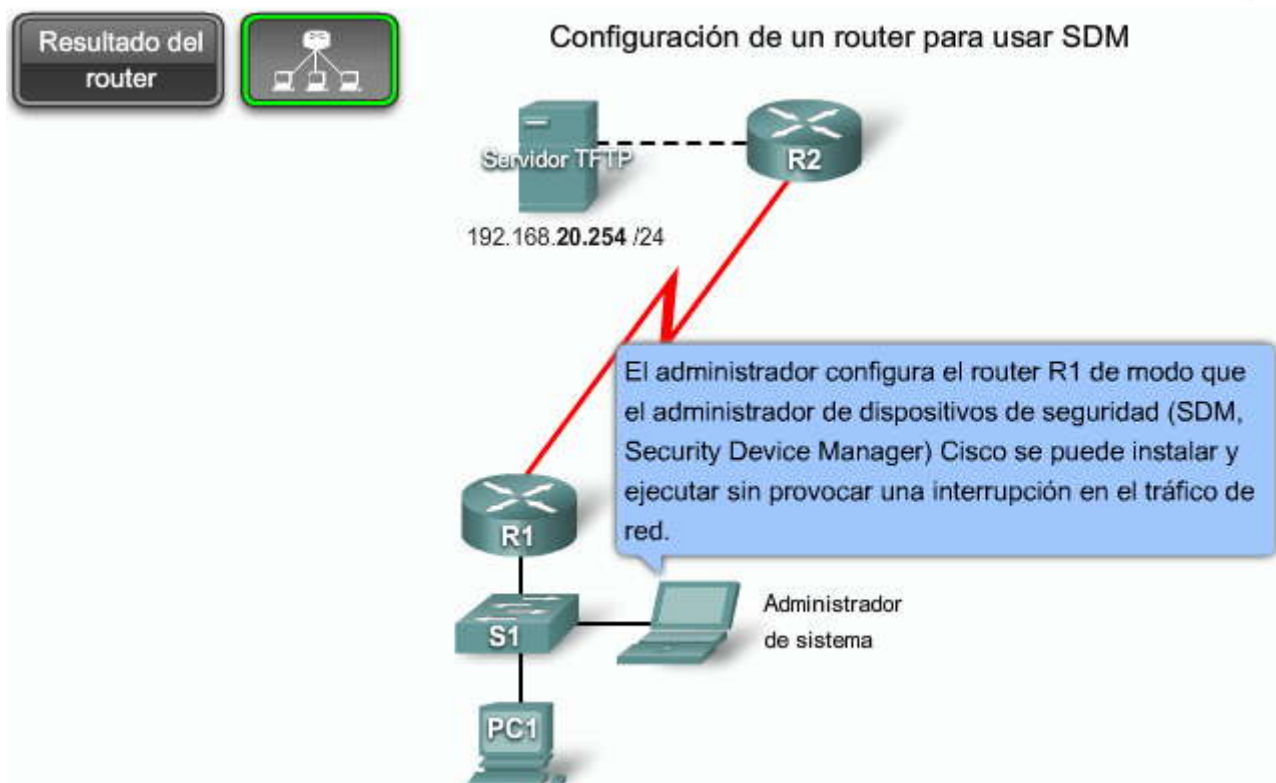 Resultado del
router
Configuración de un router para usar SDM
Servidor TFTP
R2
192.168.20.254 /24
El administrador configura el router R1 de modo que
el administrador de dispositivos de seguridad (SDM,
Security Device Manager) Cisco se puede instalar y
ejecutar sin provocar una interrupción en el tráfico de
red.
R1
Administrador
de sistema
S1
PC1